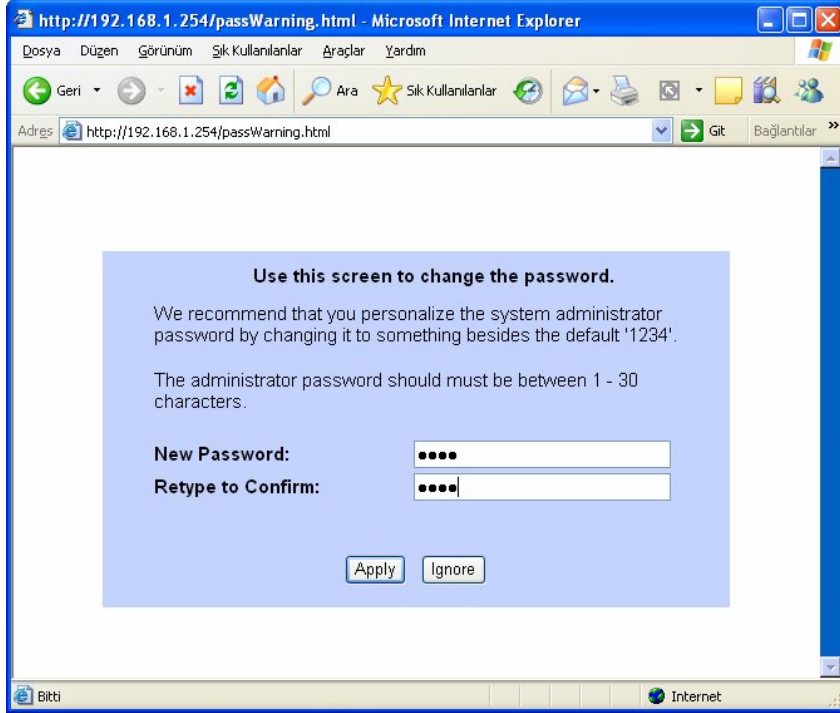 http://192.168.1.254/passWarning.html - Microsoft Internet Explorer
Dosya Düzen Görünüm Sık Kullanılanlar Araçlar Yardım
Geri Ara Sık Kullanılanlar
Adres http://192.168.1.254/passWarning.html Git Bağlantılar »
Use this screen to change the password.
We recommend that you personalize the system administrator
password by changing it to something besides the default '1234'.
The administrator password should must be between 1 - 30
characters.
New Password: ••••
Retype to Confirm: ••••
Apply Ignore
Bitti Internet